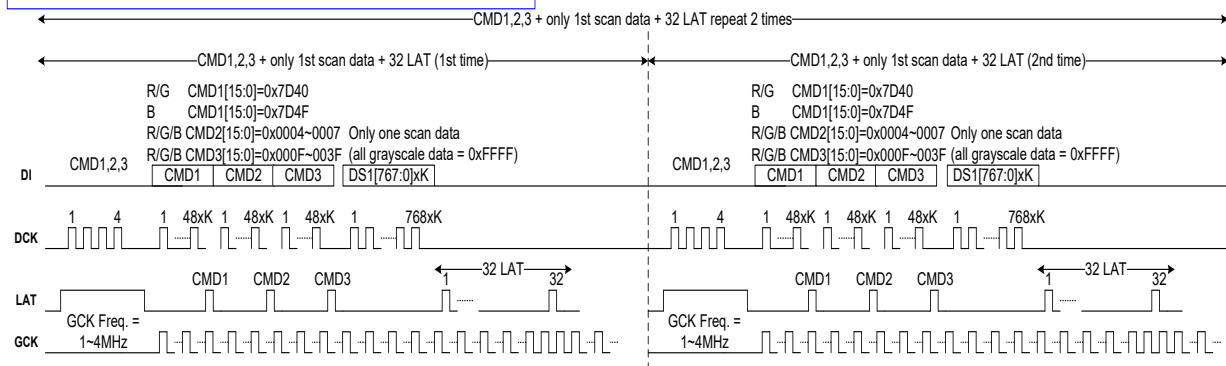 CMD1,2,3 + only 1st scan data + 32 LAT repeat 2 times
CMD1,2,3 + only 1st scan data + 32 LAT (1st time)
CMD1,2,3 + only 1st scan data + 32 LAT (2nd time)
R/G CMD1[15:0]=0x7D40
B CMD1[15:0]=0x7D4F
R/G/B CMD2[15:0]=0x0004~0007 Only one scan data
R/G/B CMD3[15:0]=0x000F~003F (all grayscale data = 0xFFFF)
R/G CMD1[15:0]=0x7D40
B CMD1[15:0]=0x7D4F
R/G/B CMD2[15:0]=0x0004~0007 Only one scan data
R/G/B CMD3[15:0]=0x000F~003F (all grayscale data = 0xFFFF)
DI CMD1,2,3 CMD1 CMD2 CMD3 DS1[767:0]xK CMD1,2,3 CMD1 CMD2 CMD3 DS1[767:0]xK
DCK 1 4 1 48xK 1 48xK 1 48xK 1 768xK 1 4 1 48xK 1 48xK 1 48xK 1 768xK
LAT CMD1 CMD2 CMD3 32 LAT 1 32 CMD1 CMD2 CMD3 32 LAT 1 32
GCK GCK Freq. = GCK Freq. =
1~4MHz 1~4MHz